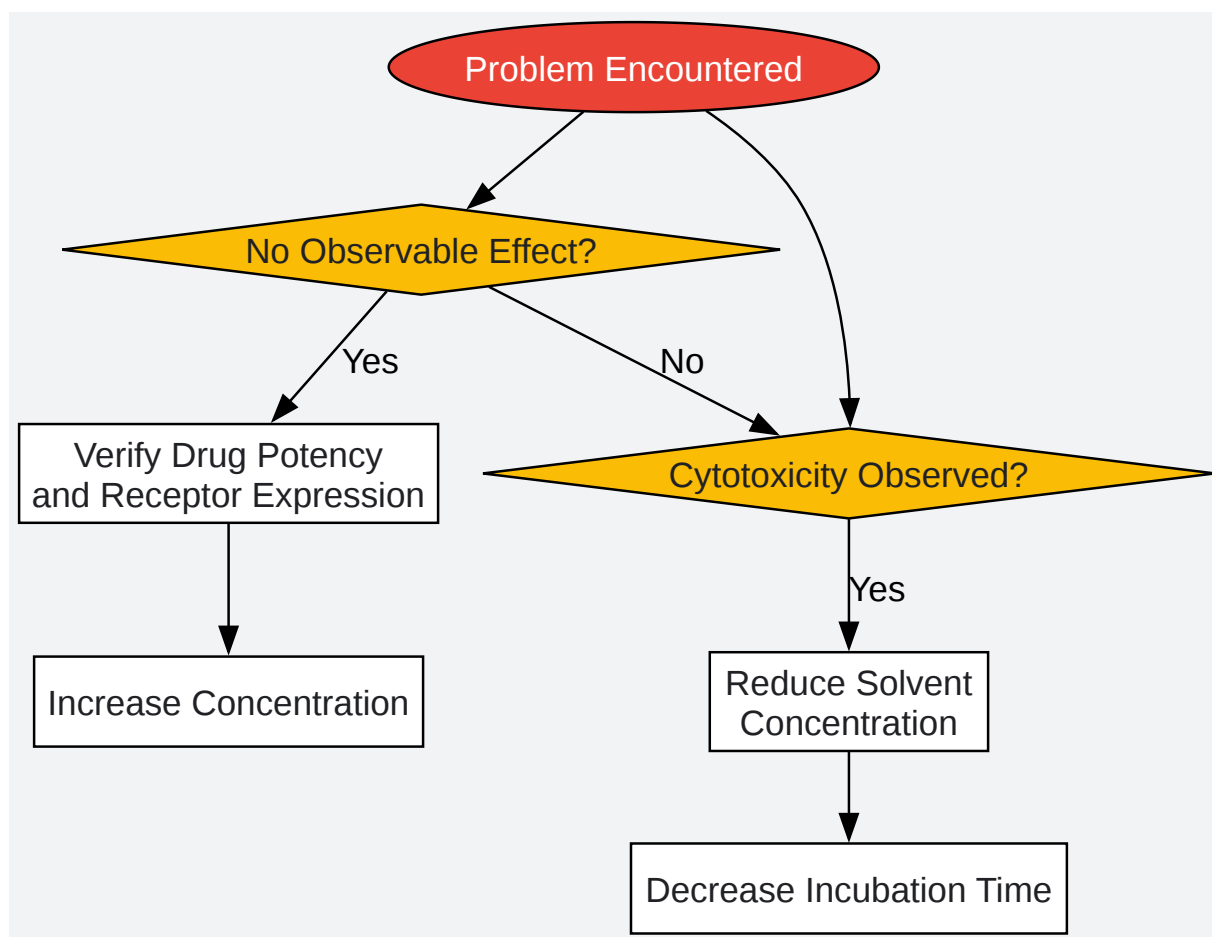 Problem Encountered
No Observable Effect?
Yes
No
Verify Drug Potency
and Receptor Expression
Cytotoxicity Observed?
Yes
Increase Concentration
Reduce Solvent
Concentration
Decrease Incubation Time